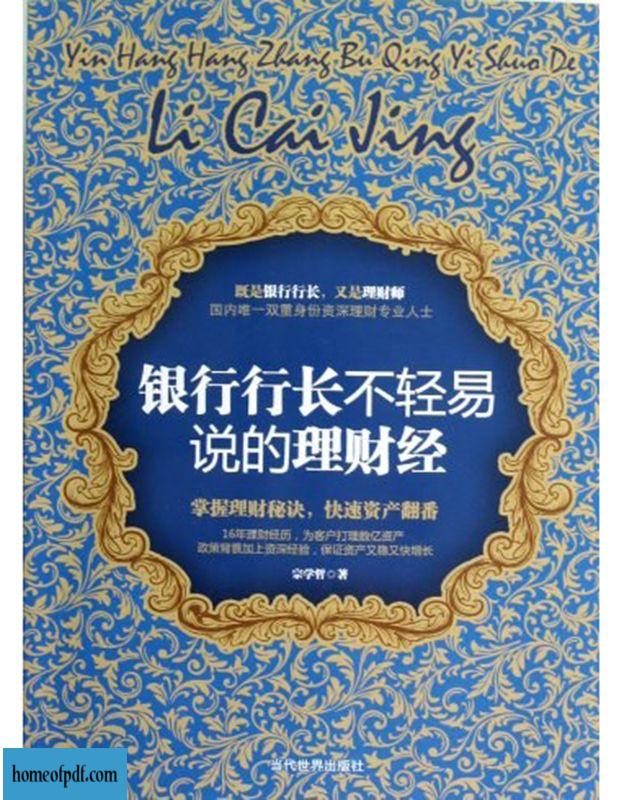 Yin Hang Hang Zhang Bu Qing Yi Shuo De
Li Cai Jing
既是银行行长，又是理财师
国内唯一双重身份资深理财专业人士
银行行长不轻易
说的理财经
掌握理财秘诀，快速资产翻番
16年理财经历，为客户打理数亿资产
政策背景加上资深经验，保证资产又稳又快增长
宗学哲◎著
当代世界出版社
homeofpdf.com